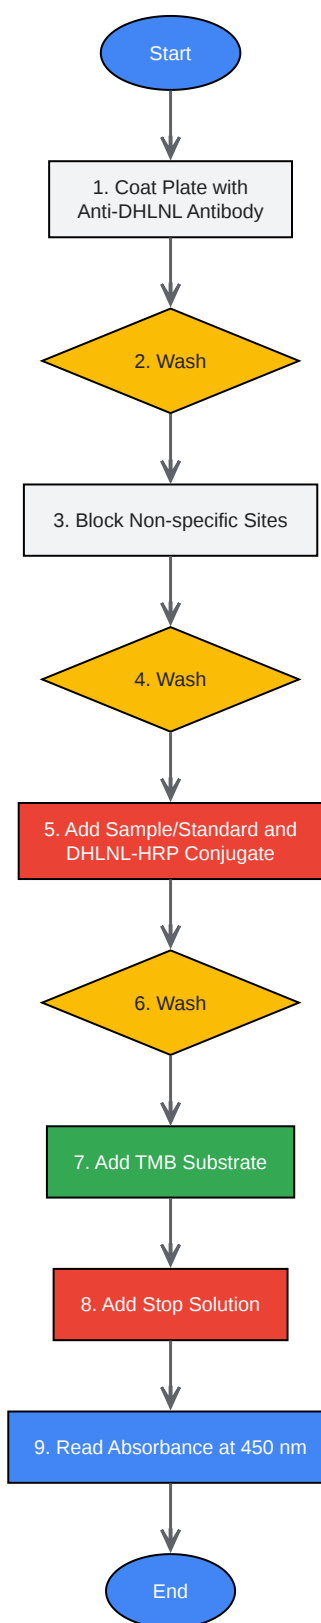 Start
1. Coat Plate with
Anti-DHLNL Antibody
2. Wash
3. Block Non-specific Sites
4. Wash
5. Add Sample/Standard and
DHLNL-HRP Conjugate
6. Wash
7. Add TMB Substrate
8. Add Stop Solution
9. Read Absorbance at 450 nm
End